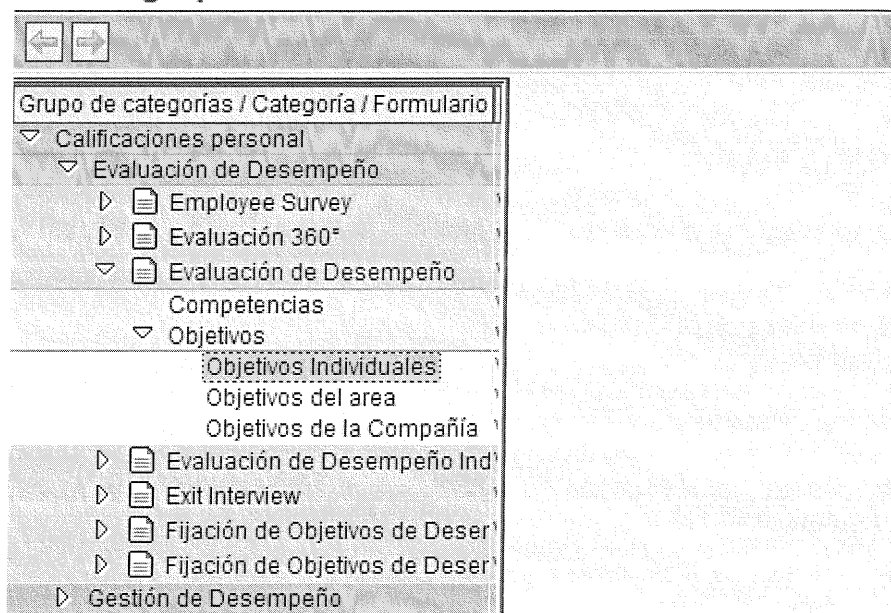 Grupo de categorías / Categoría / Formulario
Calificaciones personal
Evaluación de Desempeño
Employee Survey
Evaluación 360°
Evaluación de Desempeño
Competencias
Objetivos
Objetivos Individuales
Objetivos del area
Objetivos de la Compañía
Evaluación de Desempeño Ind
Exit Interview
Fijación de Objetivos de Deser
Fijación de Objetivos de Deser
Gestión de Desempeño